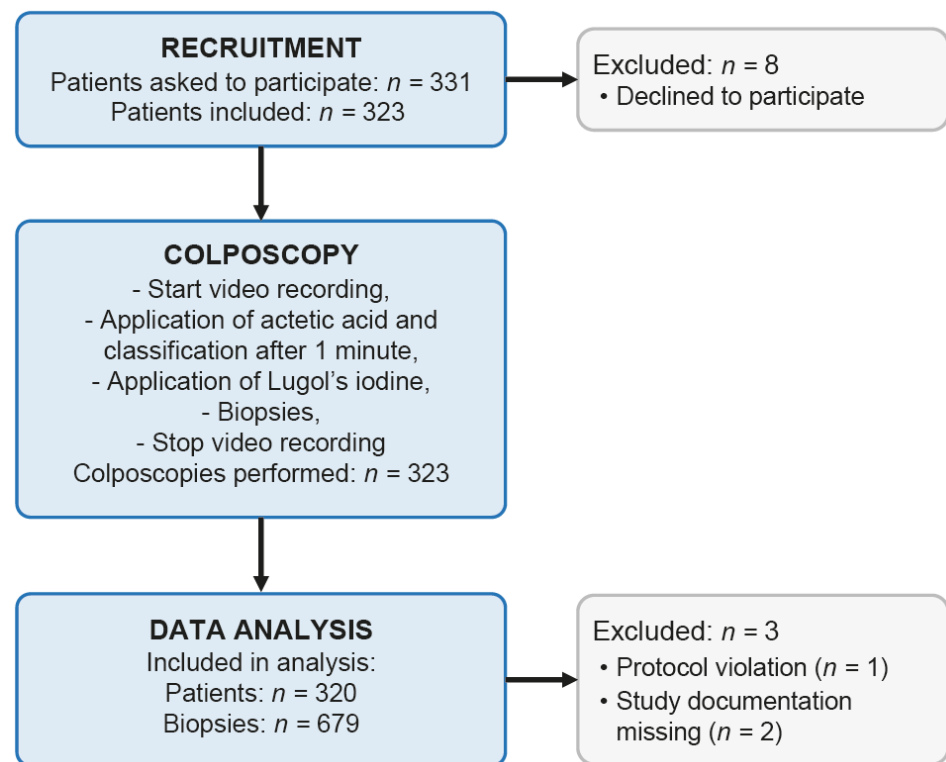 RECRUITMENT
Patients asked to participate: n = 331
Patients included: n = 323
Excluded: n = 8
• Declined to participate
COLPOSCOPY
- Start video recording,
- Application of actetic acid and
classification after 1 minute,
- Application of Lugol's iodine,
- Biopsies,
- Stop video recording
Colposcopies performed: n = 323
DATA ANALYSIS
Included in analysis:
Patients: n = 320
Biopsies: n = 679
Excluded: n = 3
• Protocol violation (n = 1)
• Study documentation
missing (n = 2)